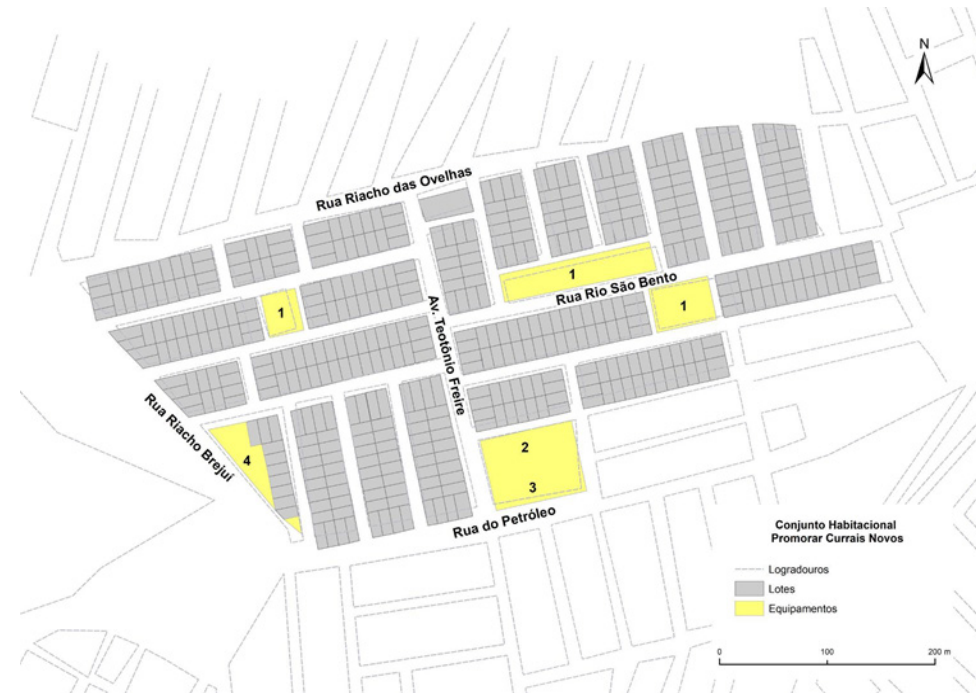 N
Rua Riacho das Ovelhas
1
Rua Rio São Bento
1
1
Av. Teotônio Freire
Rua Riacho Brejuí
4
2
3
Rua do Petróleo
Conjunto Habitacional
Promorar Currais Novos
Logradouros
Lotes
Equipamentos
0 100 200 m